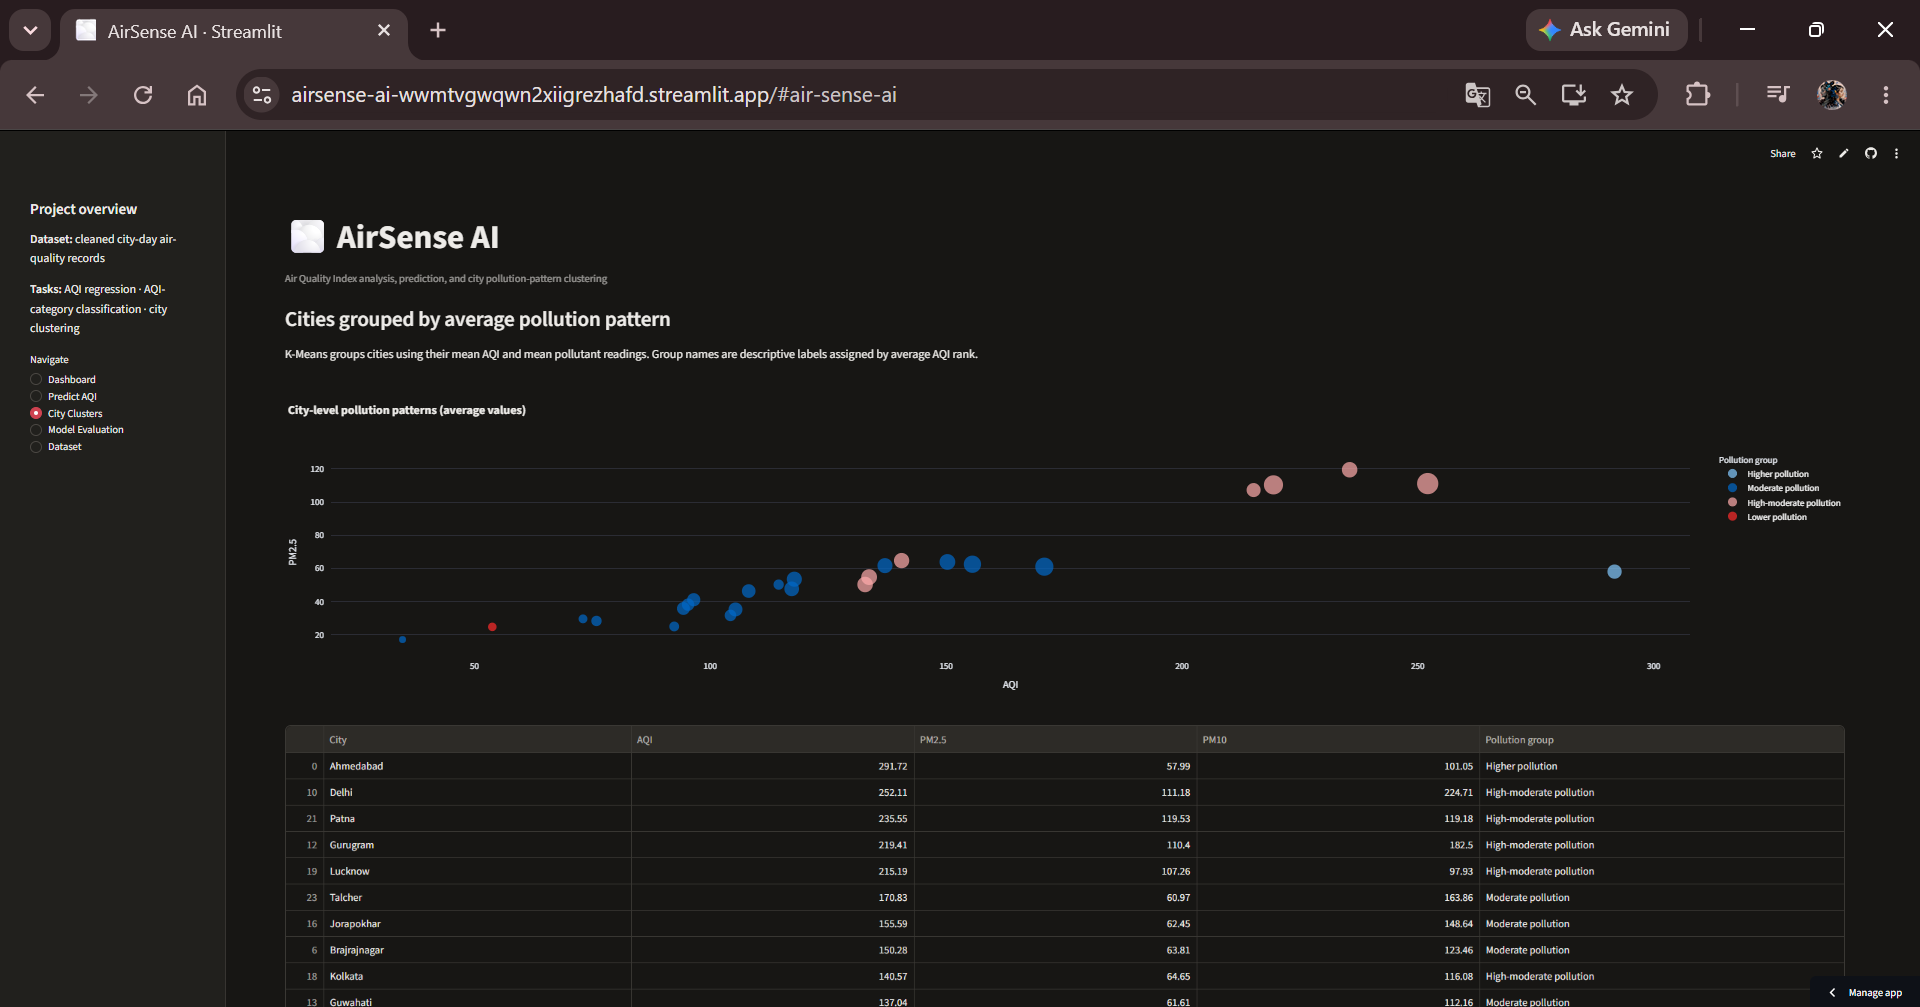 AirSense AI · Streamlit
Ask Gemini
airsense-ai-wwmtvgwqwn2xiigrezhafd.streamlit.app/#air-sense-ai
Share
Project overview
Dataset: cleaned city-day air-
quality records
Tasks: AQI regression · AQI-
category classification · city
clustering
Navigate
Dashboard
Predict AQI
City Clusters
Model Evaluation
Dataset
AirSense AI
Air Quality Index analysis, prediction, and city pollution-pattern clustering
Cities grouped by average pollution pattern
K-Means groups cities using their mean AQI and mean pollutant readings. Group names are descriptive labels assigned by average AQI rank.
City-level pollution patterns (average values)
120
100
80
60
40
20
PM2.5
50 100 150 200 250 300
AQI
Pollution group
Higher pollution
Moderate pollution
High-moderate pollution
Lower pollution
City AQI PM2.5 PM10 Pollution group
0 Ahmedabad 291.72 57.99 101.05 Higher pollution
10 Delhi 252.11 111.18 224.71 High-moderate pollution
21 Patna 235.55 119.53 119.18 High-moderate pollution
12 Gurugram 219.41 110.4 182.5 High-moderate pollution
19 Lucknow 215.19 107.26 97.93 High-moderate pollution
23 Talcher 170.83 60.97 163.86 Moderate pollution
16 Jorapokhar 155.59 62.45 148.64 Moderate pollution
6 Brajrajnagar 150.28 63.81 123.46 Moderate pollution
18 Kolkata 140.57 64.65 116.08 High-moderate pollution
13 Guwahati 137.04 61.61 112.16 Moderate pollution
Manage app